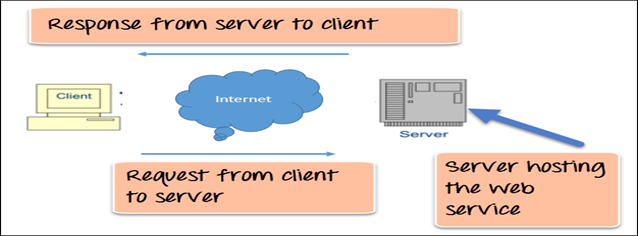 Response from server to client
Client
Internet
Server
Request from client
to server
Server hosting
the web
service